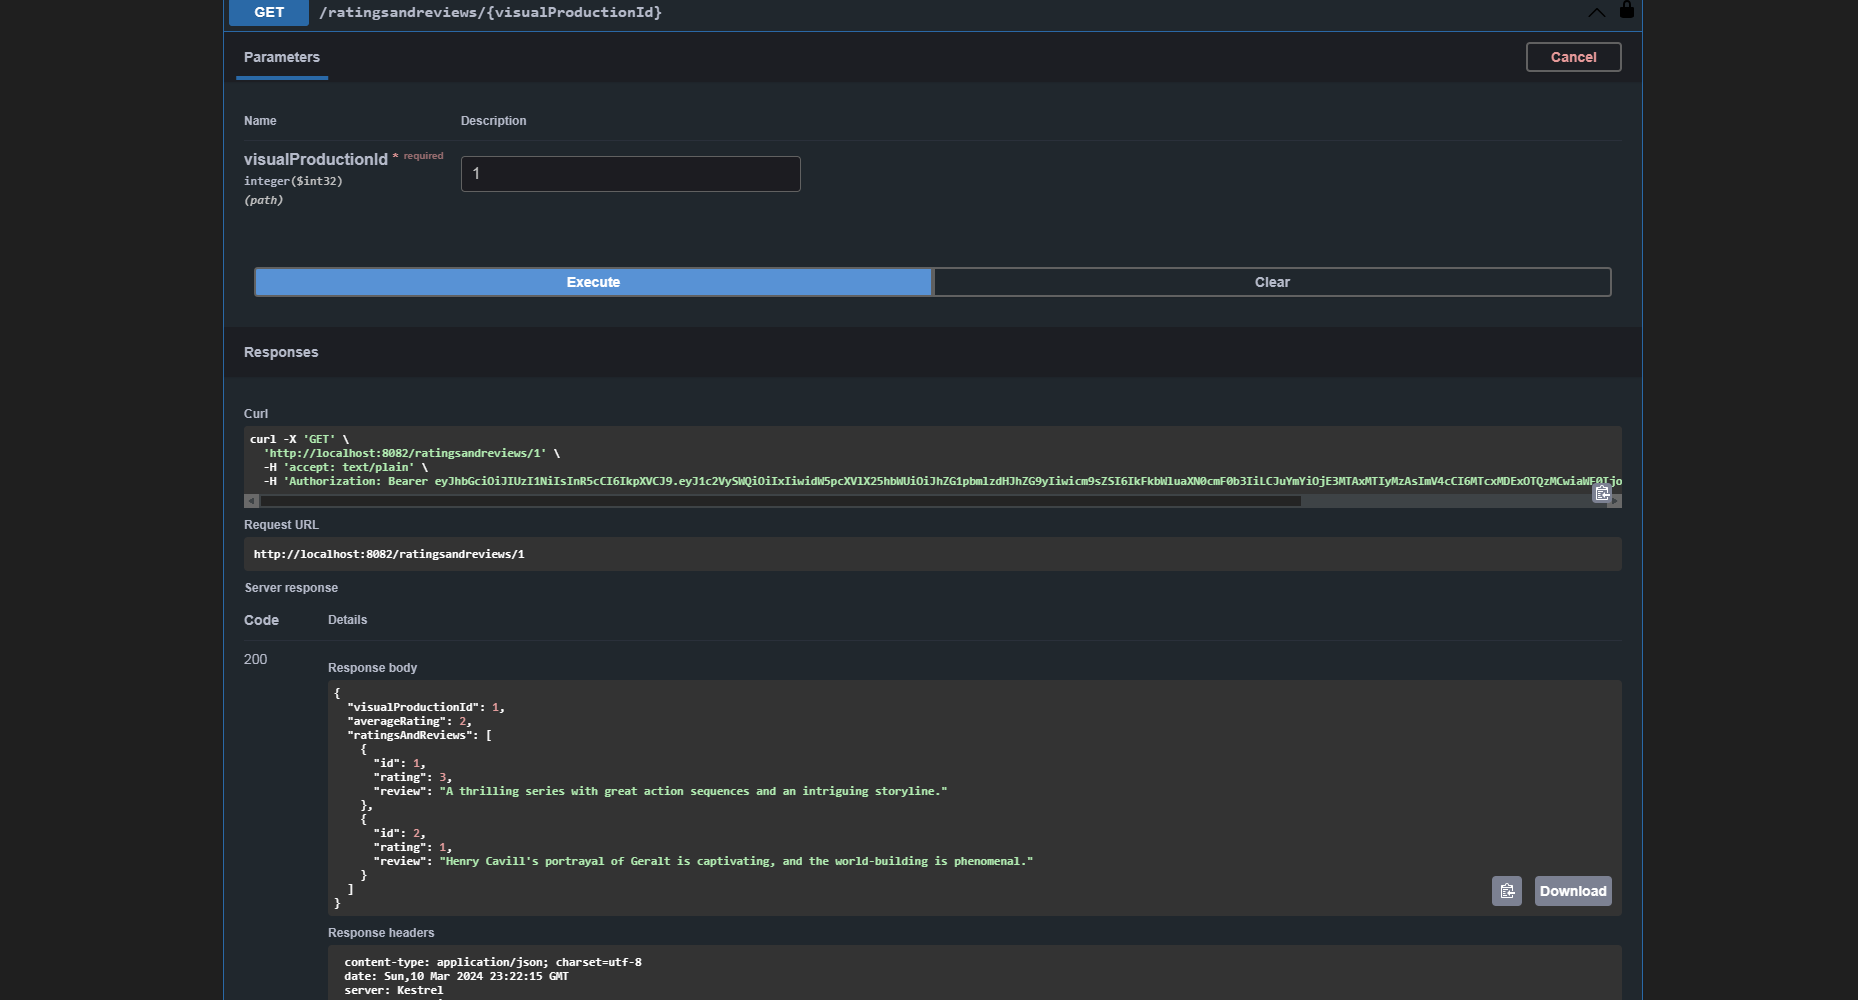 GET /ratingsandreviews/{visualProductionId}
Parameters
Cancel
Name Description
visualProductionId * required
integer($int32)
(path)
1
Execute Clear
Responses
Curl
curl -X 'GET' \
'http://localhost:8082/ratingsandreviews/1' \
-H 'accept: text/plain' \
-H 'Authorization: Bearer
Request URL
http://localhost:8082/ratingsandreviews/1
Server response
Code Details
200
Response body
{
"visualProductionId": 1,
"averageRating": 2,
"ratingsAndReviews": [
{
"id": 1,
"rating": 3,
"review": "A thrilling series with great action sequences and an intriguing storyline."
},
{
"id": 2,
"rating": 1,
"review": "Henry Cavill's portrayal of Geralt is captivating, and the world-building is phenomenal."
}
]
}
Download
Response headers
content-type: application/json; charset=utf-8
date: Sun,10 Mar 2024 23:22:15 GMT
server: Kestrel